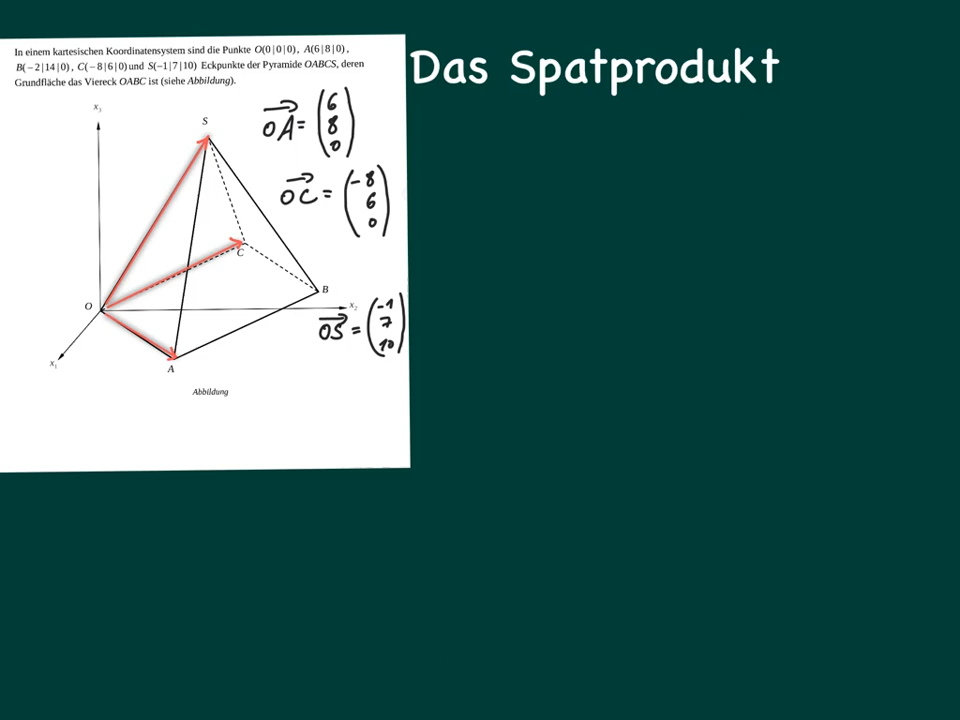 Das Spatprodukt
In einem kartesischen Koordinatensystem sind die Punkte O(0|0|0), A(6|8|0),
B(−2|14|0), C(−8|6|0) und S(−1|7|10) Eckpunkte der Pyramide OABCS, deren
Grundfläche das Viereck OABC ist (siehe Abbildung).
x₃
S
OA = (6 8 0)
OC = (-8 6 0)
C
B
O
x₂
OS = (-1 7 10)
x₁
A
Abbildung